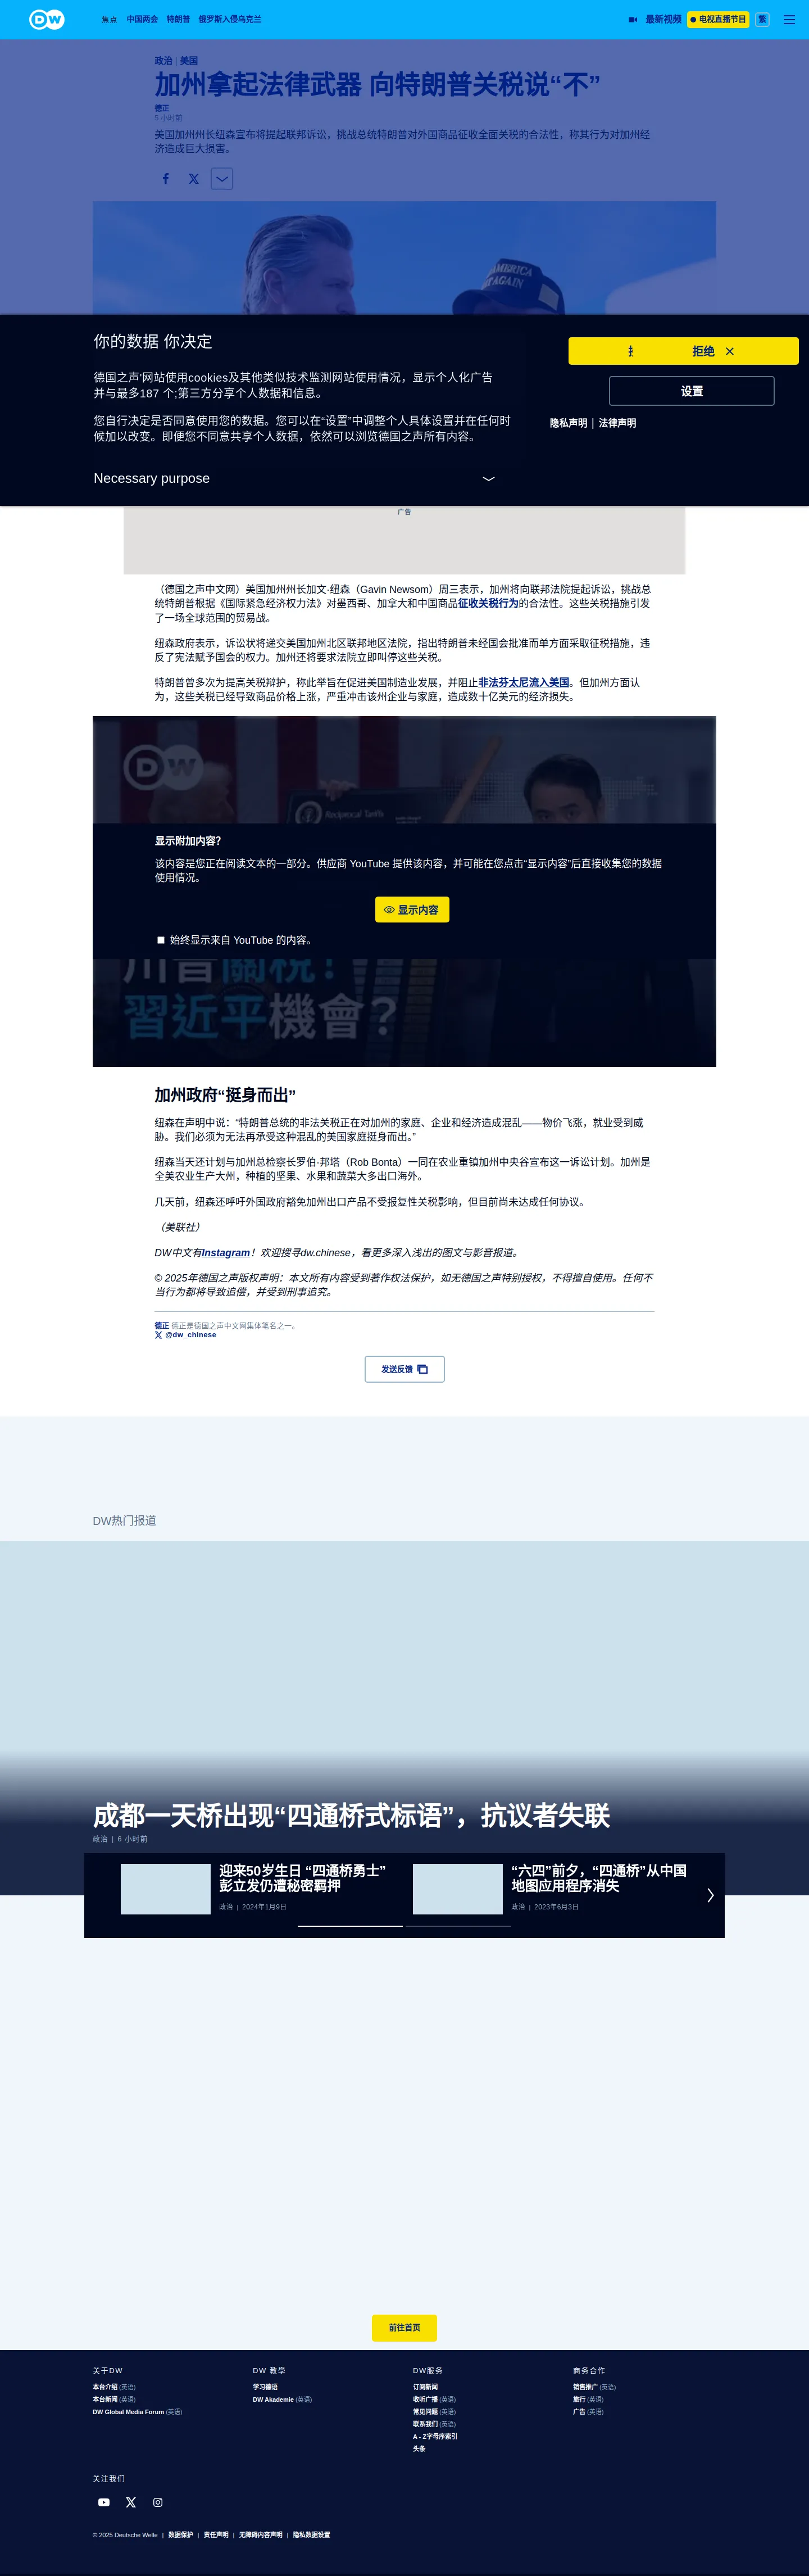 DW
焦点 中国两会 特朗普 俄罗斯入侵乌克兰
最新视频 电视直播节目 繁
政治 | 美国
加州拿起法律武器 向特朗普关税说“不”
德正
9 小时前
美国加州州长纽森宣布将提起联邦诉讼，挑战总统特朗普对外国商品征收全面关税的合法性，称其行为对加州经
济造成巨大损害。
AMERICA
AT AGAIN
你的数据 你决定
德国之声'网站使用cookies及其他类似技术监测网站使用情况，显示个人化广告
并与最多187 个;第三方分享个人数据和信息。
您自行决定是否同意使用您的数据。您可以在“设置”中调整个人具体设置并在任何时
候加以改变。即便您不同意共享个人数据，依然可以浏览德国之声所有内容。
Necessary purpose
拒绝
设置
隐私声明 | 法律声明
广告
（德国之声中文网）美国加州州长加文·纽森（Gavin Newsom）周三表示，加州将向联邦法院提起诉讼，挑战总
统特朗普根据《国际紧急经济权力法》对墨西哥、加拿大和中国商品征收关税行为的合法性。这些关税措施引发
了一场全球范围的贸易战。
纽森政府表示，诉讼状将递交美国加州北区联邦地区法院，指出特朗普未经国会批准而单方面采取征税措施，违
反了宪法赋予国会的权力。加州还将要求法院立即叫停这些关税。
特朗普曾多次为提高关税辩护，称此举旨在促进美国制造业发展，并阻止非法芬太尼流入美国。但加州方面认
为，这些关税已经导致商品价格上涨，严重冲击该州企业与家庭，造成数十亿美元的经济损失。
DW
Reciprocal Tariffs
显示附加内容?
该内容是您正在阅读文本的一部分。供应商 YouTube 提供该内容，并可能在您点击“显示内容”后直接收集您的数据
使用情况。
显示内容
始终显示来自 YouTube 的内容。
川普關稅！
習近平機會？
加州政府“挺身而出”
纽森在声明中说：“特朗普总统的非法关税正在对加州的家庭、企业和经济造成混乱——物价飞涨，就业受到威
胁。我们必须为无法再承受这种混乱的美国家庭挺身而出。”
纽森当天还计划与加州总检察长罗伯·邦塔（Rob Bonta）一同在农业重镇加州中央谷宣布这一诉讼计划。加州是
全美农业生产大州，种植的坚果、水果和蔬菜大多出口海外。
几天前，纽森还呼吁外国政府豁免加州出口产品不受报复性关税影响，但目前尚未达成任何协议。
（美联社）
DW中文有Instagram！欢迎搜寻dw.chinese，看更多深入浅出的图文与影音报道。
© 2025年德国之声版权声明：本文所有内容受到著作权法保护，如无德国之声特别授权，不得擅自使用。任何不
当行为都将导致追偿，并受到刑事追究。
德正 德正是德国之声中文网集体笔名之一。
@dw_chinese
发送反馈
DW热门报道
成都一天桥出现“四通桥式标语”，抗议者失联
政治 | 6 小时前
迎来50岁生日 “四通桥勇士”
彭立发仍遭秘密羁押
政治 | 2024年1月9日
“六四”前夕，“四通桥”从中国
地图应用程序消失
政治 | 2023年6月3日
前往首页
关于DW
本台介绍 (英语)
本台新闻 (英语)
DW Global Media Forum (英语)
DW 教學
学习德语
DW Akademie (英语)
DW服务
订阅新闻
收听广播 (英语)
常见问题 (英语)
联系我们 (英语)
A - Z字母序索引
头条
商务合作
销售推广 (英语)
旅行 (英语)
广告 (英语)
关注我们
© 2025 Deutsche Welle | 数据保护 | 责任声明 | 无障碍内容声明 | 隐私数据设置